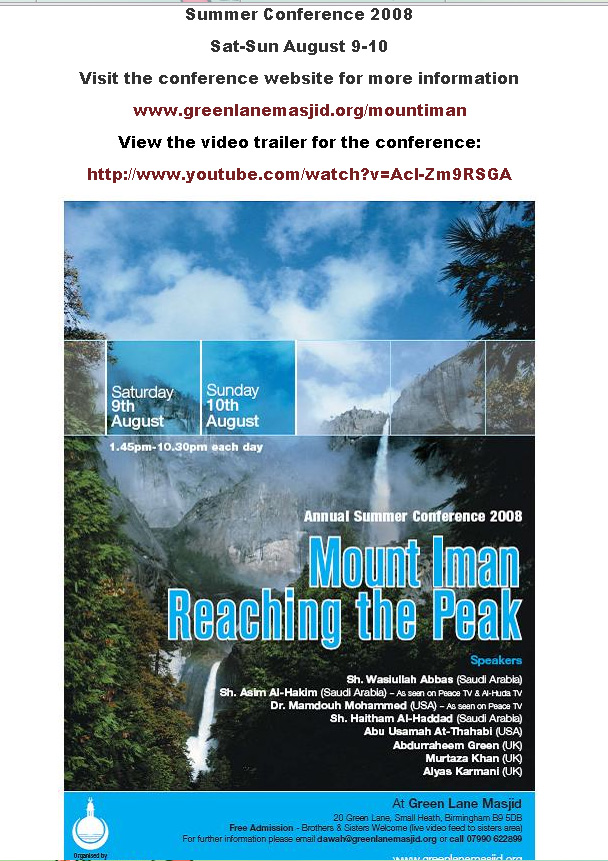 Summer Conference 2008
Sat-Sun August 9-10
Visit the conference website for more information
www.greenlanemasjid.org/mountiman
View the video trailer for the conference:
http://www.youtube.com/watch?v=AcI-Zm9RSGA
Saturday
9th
August
Sunday
10th
August
1.45pm-10.30pm each day
Annual Summer Conference 2008
Mount Iman
Reaching the Peak
Speakers
Sh. Wasiullah Abbas (Saudi Arabia)
Sh. Asim Al-Hakim (Saudi Arabia) – As seen on Peace TV & Al-Huda TV
Dr. Mamdouh Mohammed (USA) – As seen on Peace TV
Sh. Haitham Al-Haddad (Saudi Arabia)
Abu Usamah At-Thahabi (USA)
Abdurraheem Green (UK)
Murtaza Khan (UK)
Alyas Karmani (UK)
At Green Lane Masjid
20 Green Lane, Small Heath, Birmingham B9 5DB
Free Admission - Brothers & Sisters Welcome (live video feed to sisters area)
For further information please email dawah@greenlanemasjid.org or call 07990 622899
Organised by
www.greenlanemasjid.org